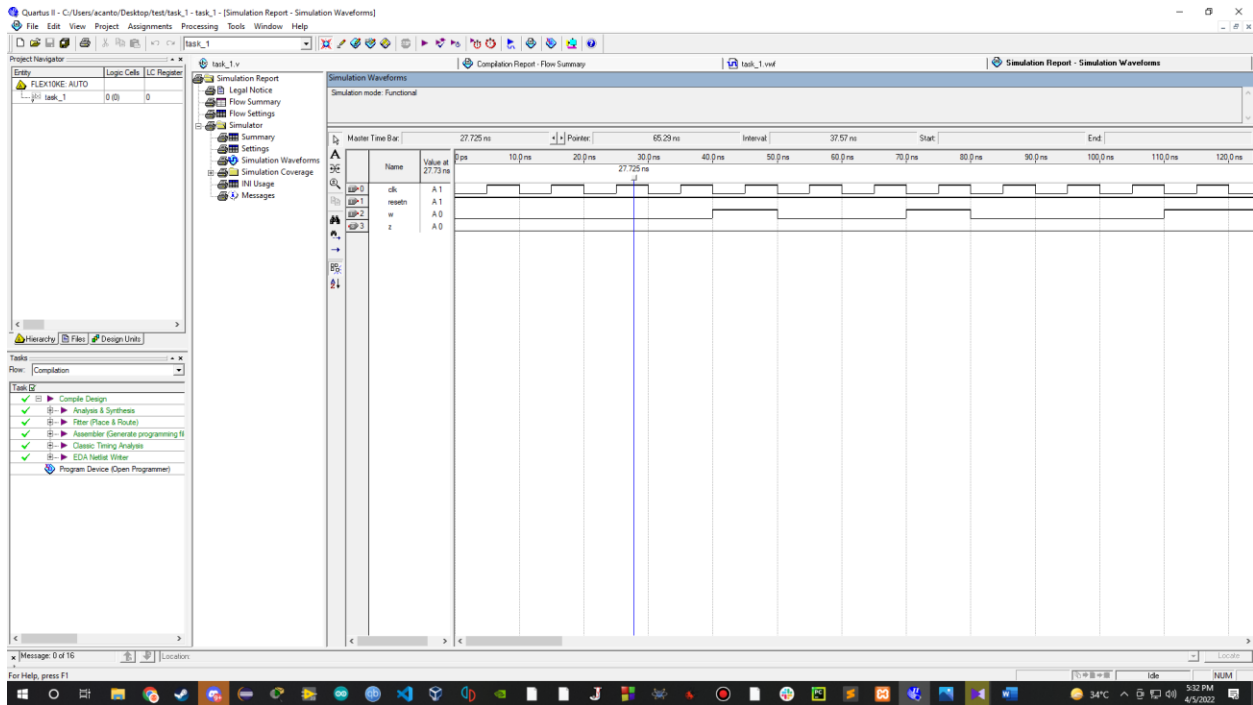 Quartus II - C:/Users/acanto/Desktop/test/task_1 - task_1 - [Simulation Report - Simulation Waveforms]
File Edit View Project Assignments Processing Tools Window Help
task_1
Project Navigator
Entity Logic Cells LC Register
FLEX10KE: AUTO
task_1 0 (0) 0
Hierarchy Files Design Units
Tasks
Flow: Compilation
Task
Compile Design
Analysis & Synthesis
Fitter (Place & Route)
Assembler (Generate programming fil
Classic Timing Analysis
EDA Netlist Writer
Program Device (Open Programmer)
task_1.v
Compilation Report - Flow Summary
task_1.vwf
Simulation Report - Simulation Waveforms
Simulation Report
Legal Notice
Flow Summary
Flow Settings
Simulator
Summary
Settings
Simulation Waveforms
Simulation Coverage
INI Usage
Messages
Simulation Waveforms
Simulation mode: Functional
Master Time Bar: 27.725 ns Pointer: 65.29 ns Interval: 37.57 ns Start: End:
Name Value at 27.73 ns
0 ps 10.0 ns 20.0 ns 30.0 ns 40.0 ns 50.0 ns 60.0 ns 70.0 ns 80.0 ns 90.0 ns 100.0 ns 110.0 ns 120.0 ns
27.725 ns
0 clk A 1
1 resetn A 1
2 w A 0
3 z A 0
Message: 0 of 16 Location: Locate
For Help, press F1 Idle NUM
34°C 5:32 PM
4/5/2022